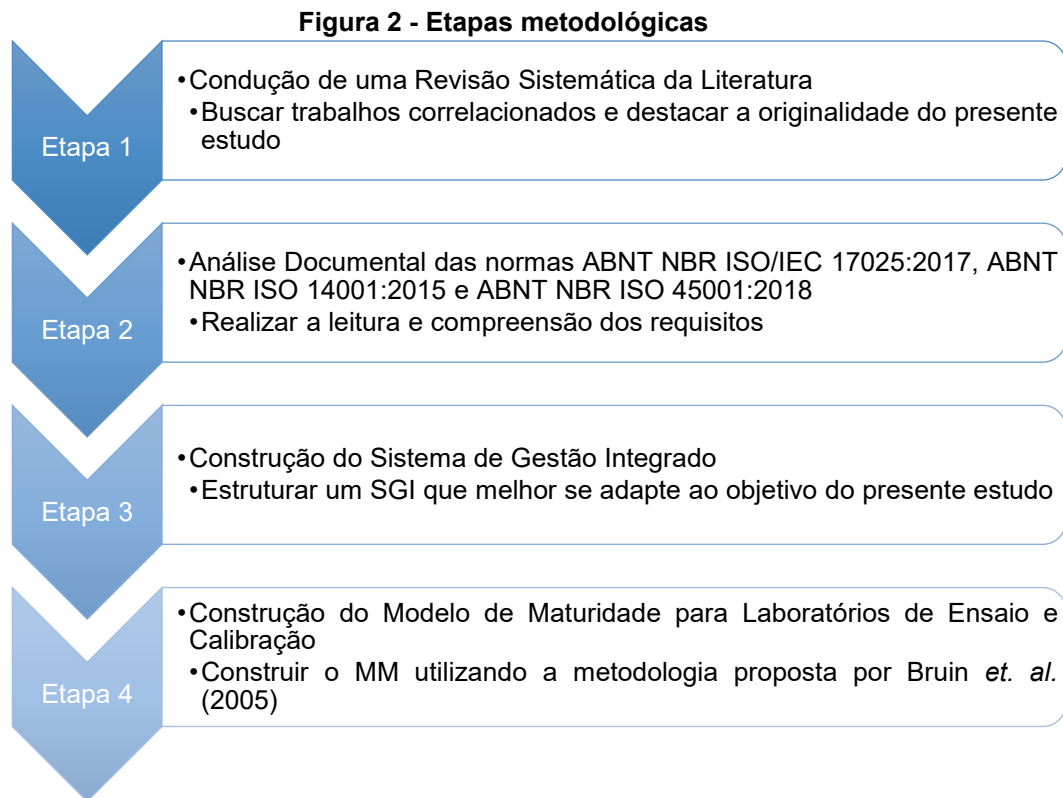 Figura 2 - Etapas metodológicas
Etapa 1
•Condução de uma Revisão Sistemática da Literatura
•Buscar trabalhos correlacionados e destacar a originalidade do presente
estudo
Etapa 2
•Análise Documental das normas ABNT NBR ISO/IEC 17025:2017, ABNT
NBR ISO 14001:2015 e ABNT NBR ISO 45001:2018
•Realizar a leitura e compreensão dos requisitos
Etapa 3
•Construção do Sistema de Gestão Integrado
•Estruturar um SGI que melhor se adapte ao objetivo do presente estudo
Etapa 4
•Construção do Modelo de Maturidade para Laboratórios de Ensaio e
Calibração
•Construir o MM utilizando a metodologia proposta por Bruin et. al.
(2005)